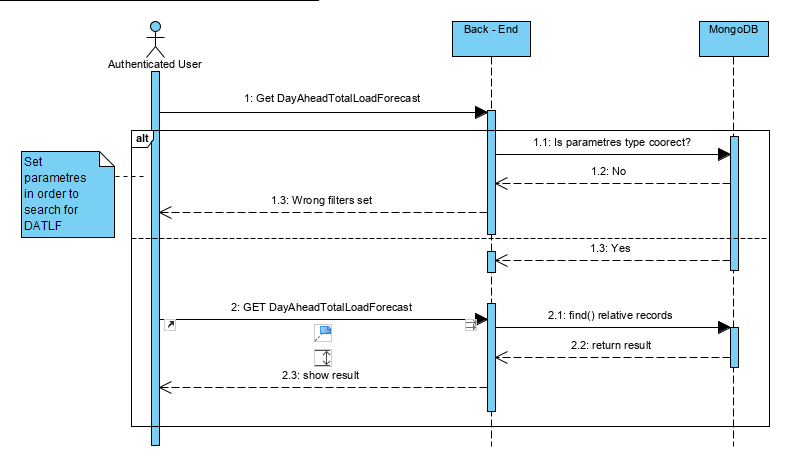 Back - End
MongoDB
Authenticated User
1: Get DayAheadTotalLoadForecast
alt
1.1: Is parametres type coorect?
Set
parametres
in order to
search for
DATLF
1.2: No
1.3: Wrong filters set
1.3: Yes
2: GET DayAheadTotalLoadForecast
2.1: find() relative records
2.2: return result
2.3: show result